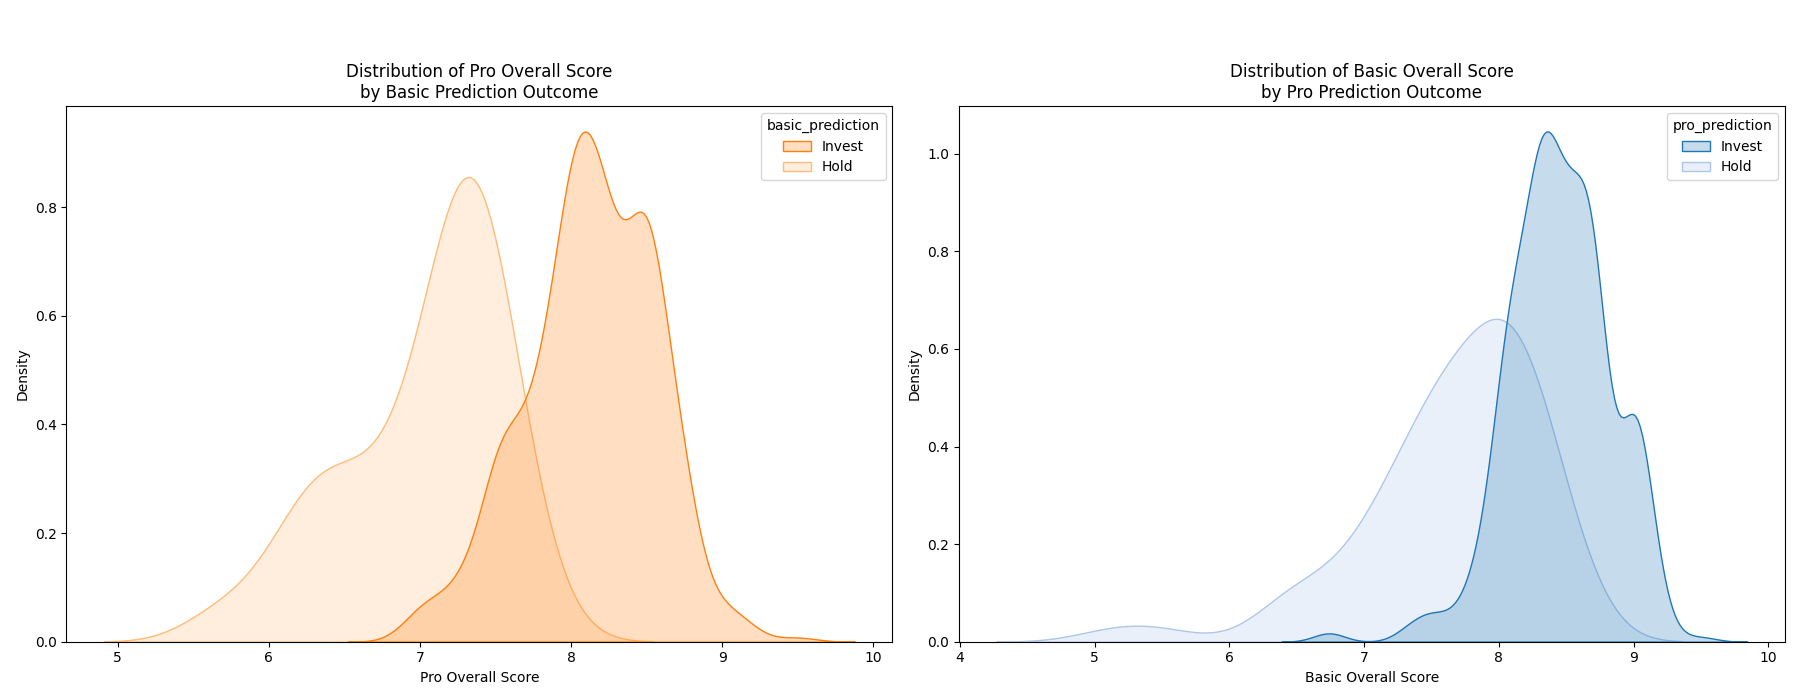 Distribution of Pro Overall Score
by Basic Prediction Outcome
basic_prediction
Invest
Hold
0.8
0.6
0.4
0.2
0.0
Density
5
6
7
8
9
10
Pro Overall Score
Distribution of Basic Overall Score
by Pro Prediction Outcome
pro_prediction
Invest
Hold
1.0
0.8
0.6
0.4
0.2
0.0
Density
4
5
6
7
8
9
10
Basic Overall Score